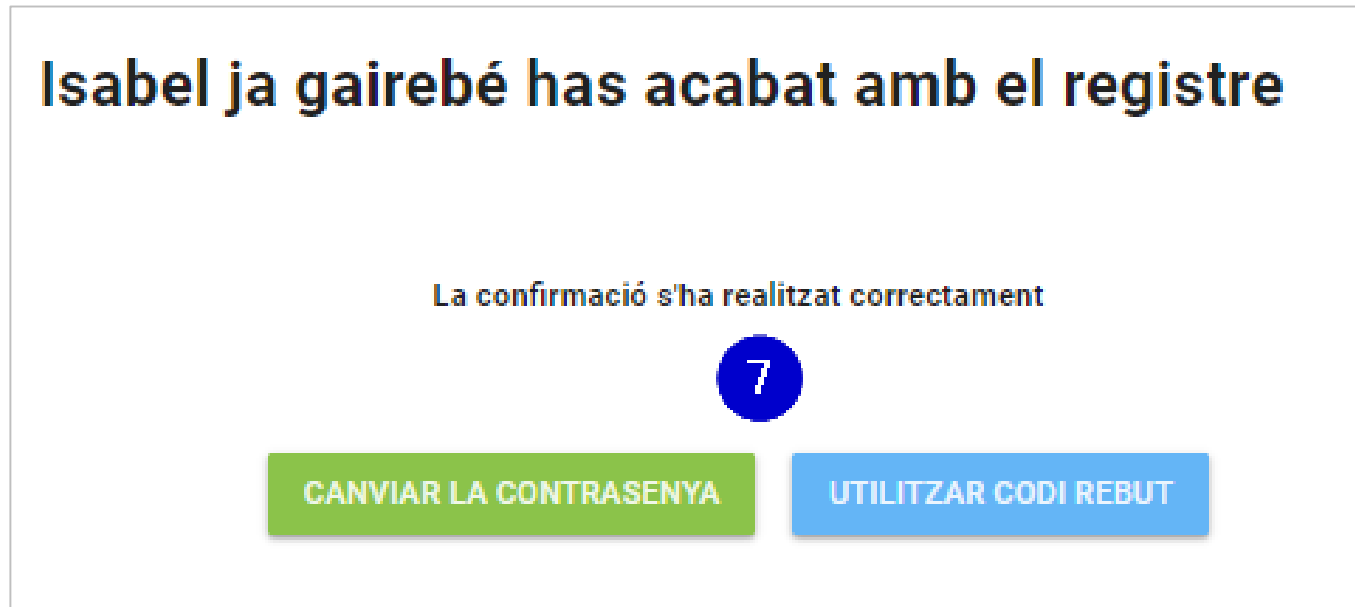 Isabel ja gairebé has acabat amb el registre
La confirmació s'ha realitzat correctament
7
CANVIAR LA CONTRASENYA
UTILITZAR CODI REBUT